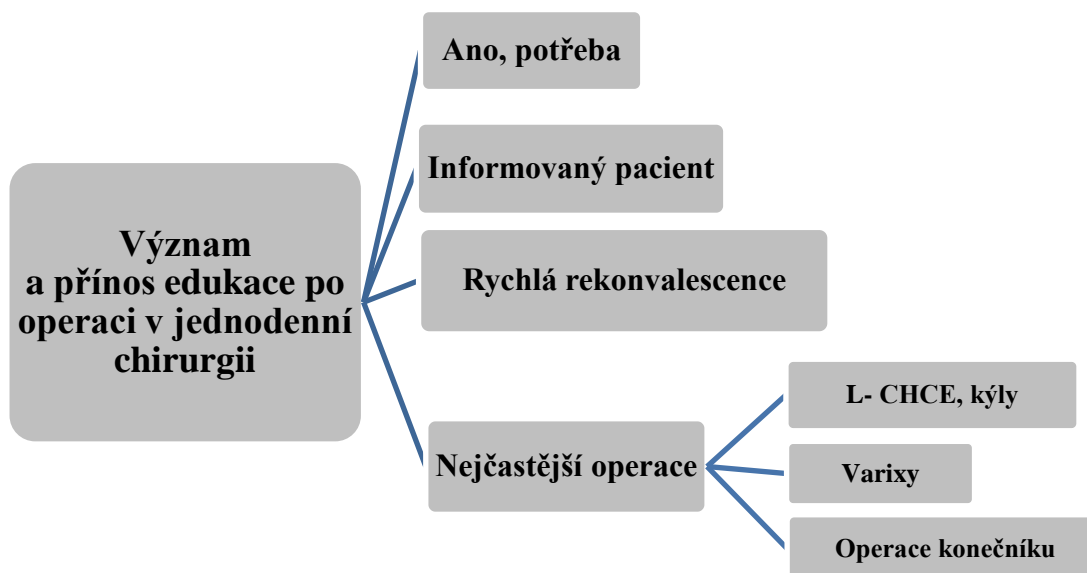 Význam
a přínos edukace po
operaci v jednodenní
chirurgii
Ano, potřeba
Informovaný pacient
Rychlá rekonvalescence
Nejčastější operace
L- CHCE, kýly
Varixy
Operace konečníku